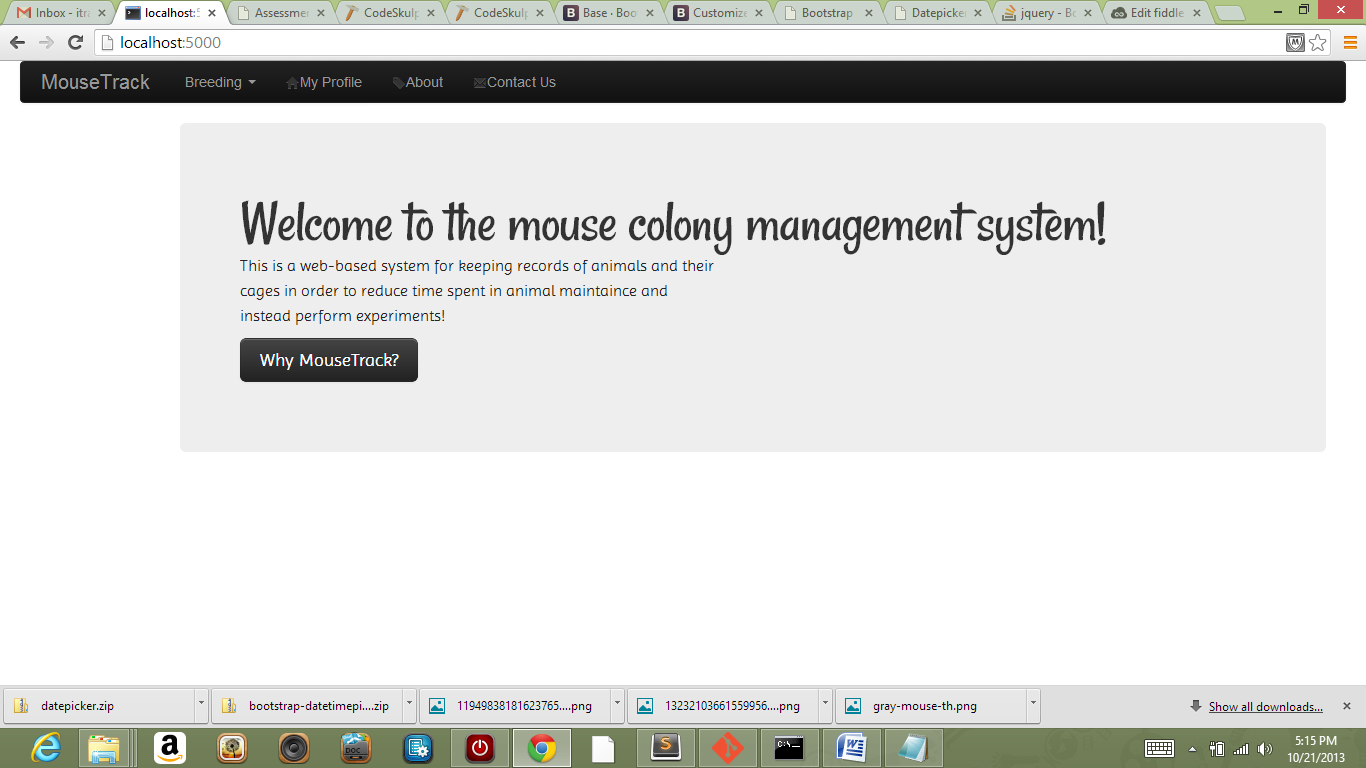 Inbox - itra
localhost:5
Assessmen
CodeSkulp
CodeSkulp
Base · Boo
Customize
Bootstrap
Datepicker
jquery - Bo
Edit fiddle
localhost:5000
MouseTrack
Breeding
My Profile
About
Contact Us
Welcome to the mouse colony management system!
This is a web-based system for keeping records of animals and their
cages in order to reduce time spent in animal maintaince and
instead perform experiments!
Why MouseTrack?
datepicker.zip
bootstrap-datetimepi....zip
11949838181623765....png
13232103661559956....png
gray-mouse-th.png
Show all downloads...
DOC
5:15 PM
10/21/2013